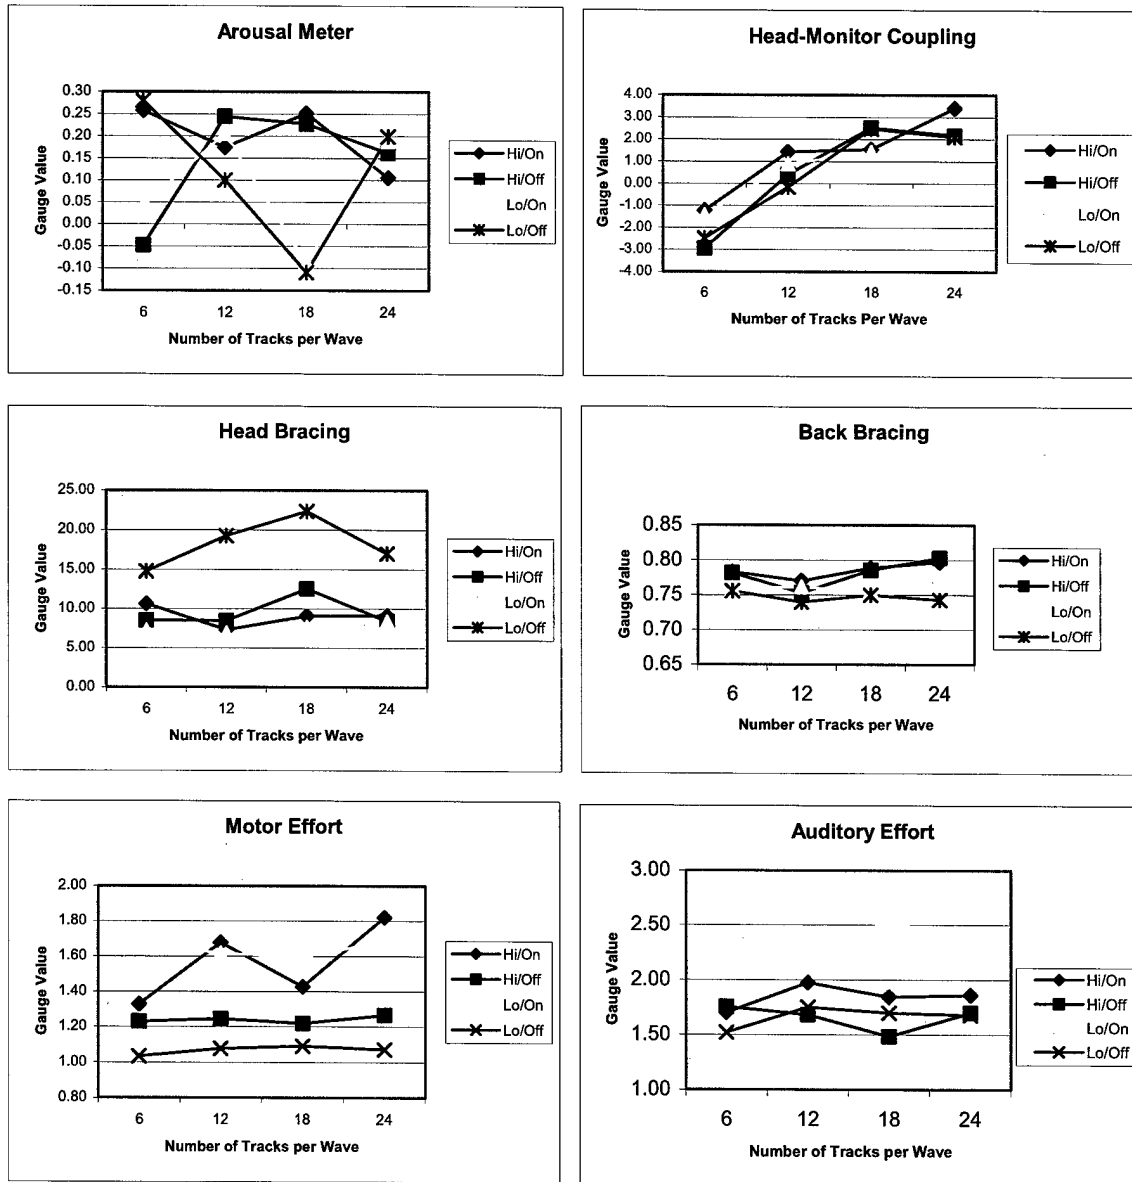 Arousal Meter
0.30
0.25
0.20
0.15
0.10
0.05
0.00
-0.05
-0.10
-0.15
Gauge Value
6 12 18 24
Number of Tracks per Wave
Hi/On
Hi/Off
Lo/On
Lo/Off
Head-Monitor Coupling
4.00
3.00
2.00
1.00
0.00
-1.00
-2.00
-3.00
-4.00
Gauge Value
6 12 18 24
Number of Tracks Per Wave
Hi/On
Hi/Off
Lo/On
Lo/Off
Head Bracing
25.00
20.00
15.00
10.00
5.00
0.00
Gauge Value
6 12 18 24
Number of Tracks per Wave
Hi/On
Hi/Off
Lo/On
Lo/Off
Back Bracing
0.85
0.80
0.75
0.70
0.65
Gauge Value
6 12 18 24
Number of Tracks per Wave
Hi/On
Hi/Off
Lo/On
Lo/Off
Motor Effort
2.00
1.80
1.60
1.40
1.20
1.00
0.80
Gauge Value
6 12 18 24
Number of Tracks per Wave
Hi/On
Hi/Off
Lo/On
Lo/Off
Auditory Effort
3.00
2.50
2.00
1.50
1.00
Gauge Value
6 12 18 24
Number of Tracks per Wave
Hi/On
Hi/Off
Lo/On
Lo/Off